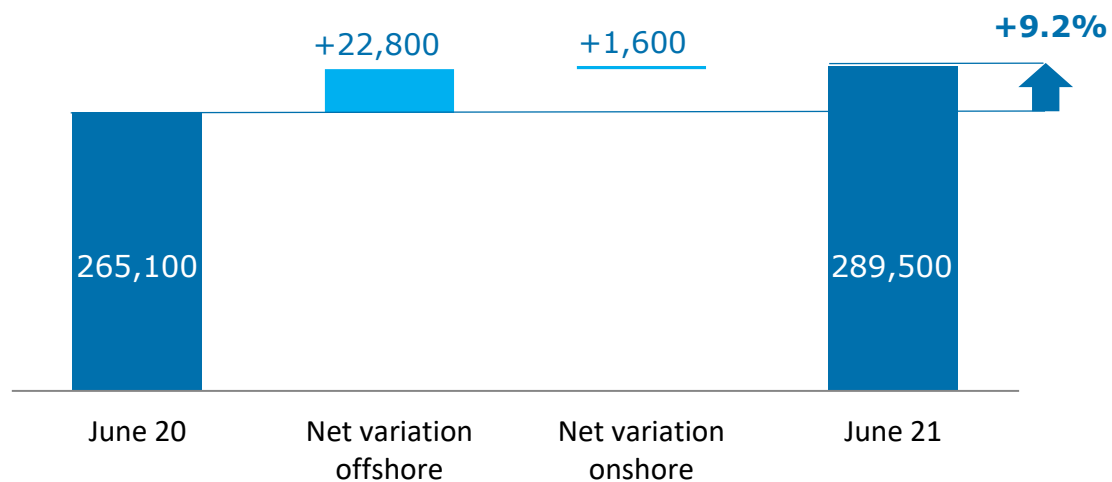 +9.2%
+22,800
+1,600
265,100
289,500
June 20
Net variation
offshore
Net variation
onshore
June 21